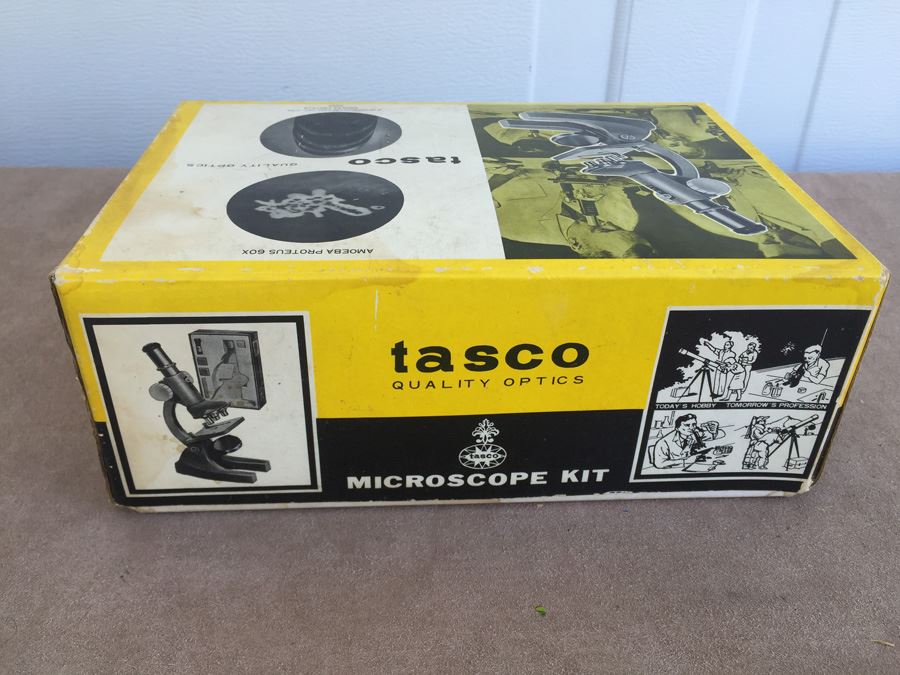 tasco
QUALITY OPTICS
AMOEBA PROTEUS 60X
tasco
QUALITY OPTICS
tasco
MICROSCOPE KIT
TODAY'S HOBBY TOMORROW'S PROFESSION